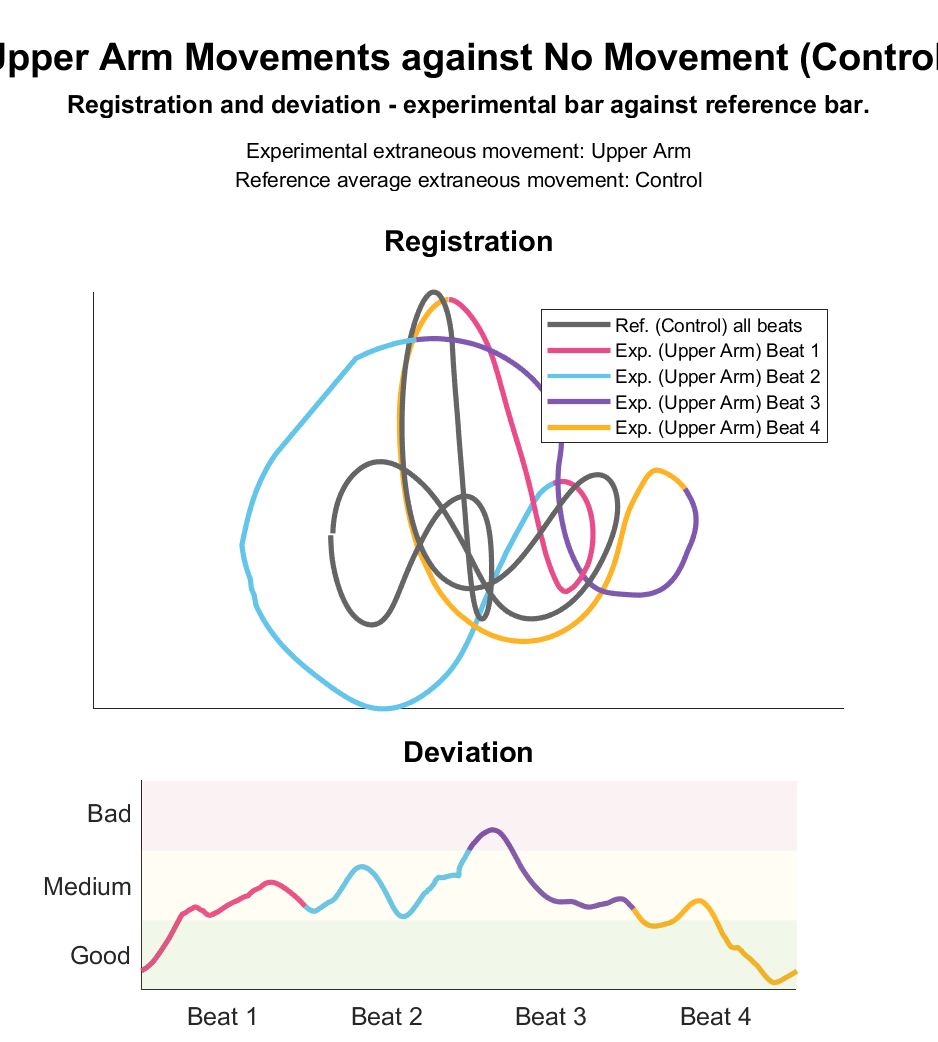 Upper Arm Movements against No Movement (Control
Registration and deviation - experimental bar against reference bar.
Experimental extraneous movement: Upper Arm
Reference average extraneous movement: Control
Registration
Ref. (Control) all beats
Exp. (Upper Arm) Beat 1
Exp. (Upper Arm) Beat 2
Exp. (Upper Arm) Beat 3
Exp. (Upper Arm) Beat 4
Deviation
Bad
Medium
Good
Beat 1 Beat 2 Beat 3 Beat 4